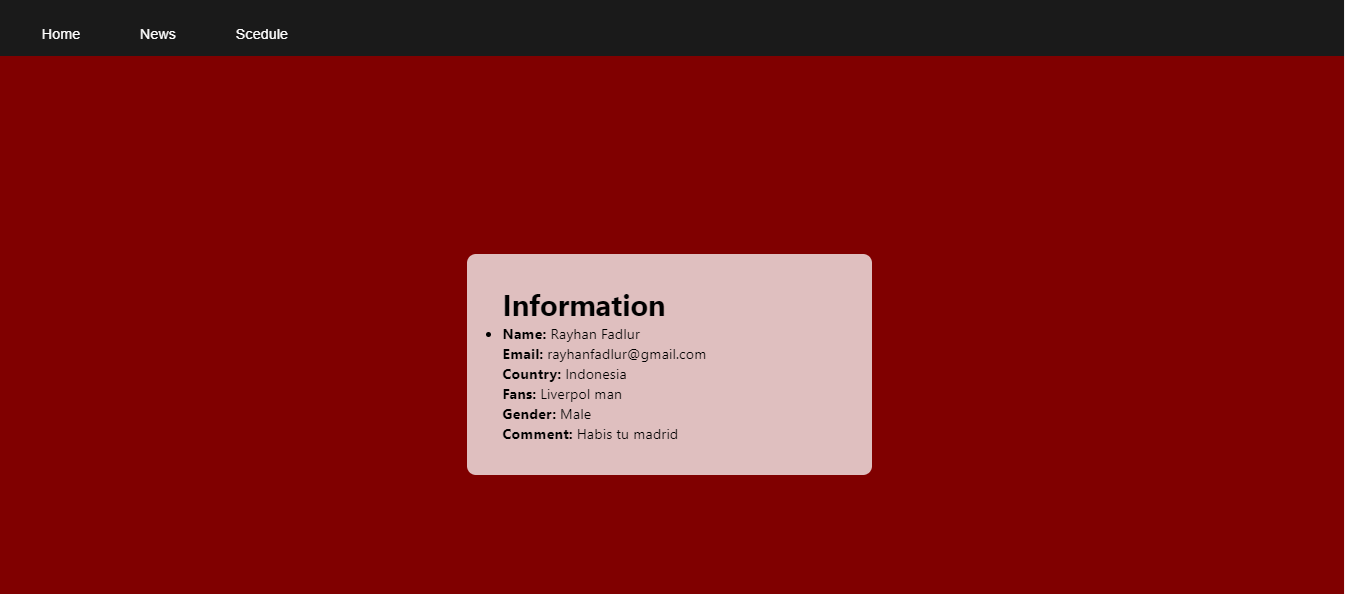 Home News Scedule
Information
Name: Rayhan Fadlur
Email: rayhanfadlur@gmail.com
Country: Indonesia
Fans: Liverpol man
Gender: Male
Comment: Habis tu madrid